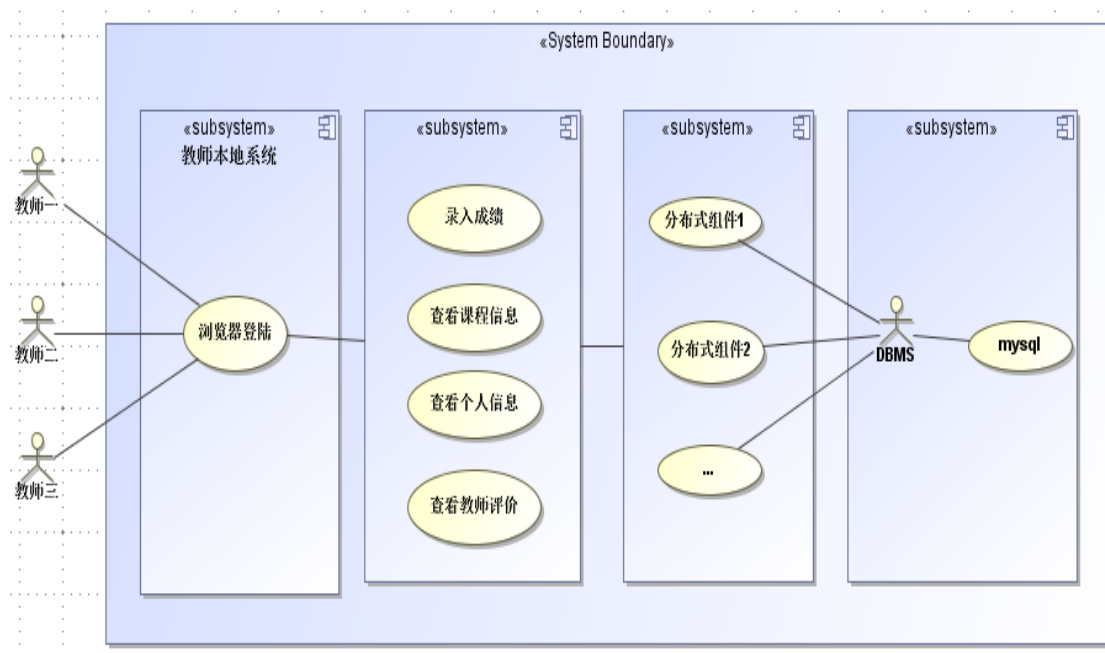 «System Boundary»
«subsystem»
教师本地系统
«subsystem»
«subsystem»
«subsystem»
教师一
教师二
教师三
浏览器登陆
录入成绩
查看课程信息
查看个人信息
查看教师评价
分布式组件1
分布式组件2
...
DBMS
mysql